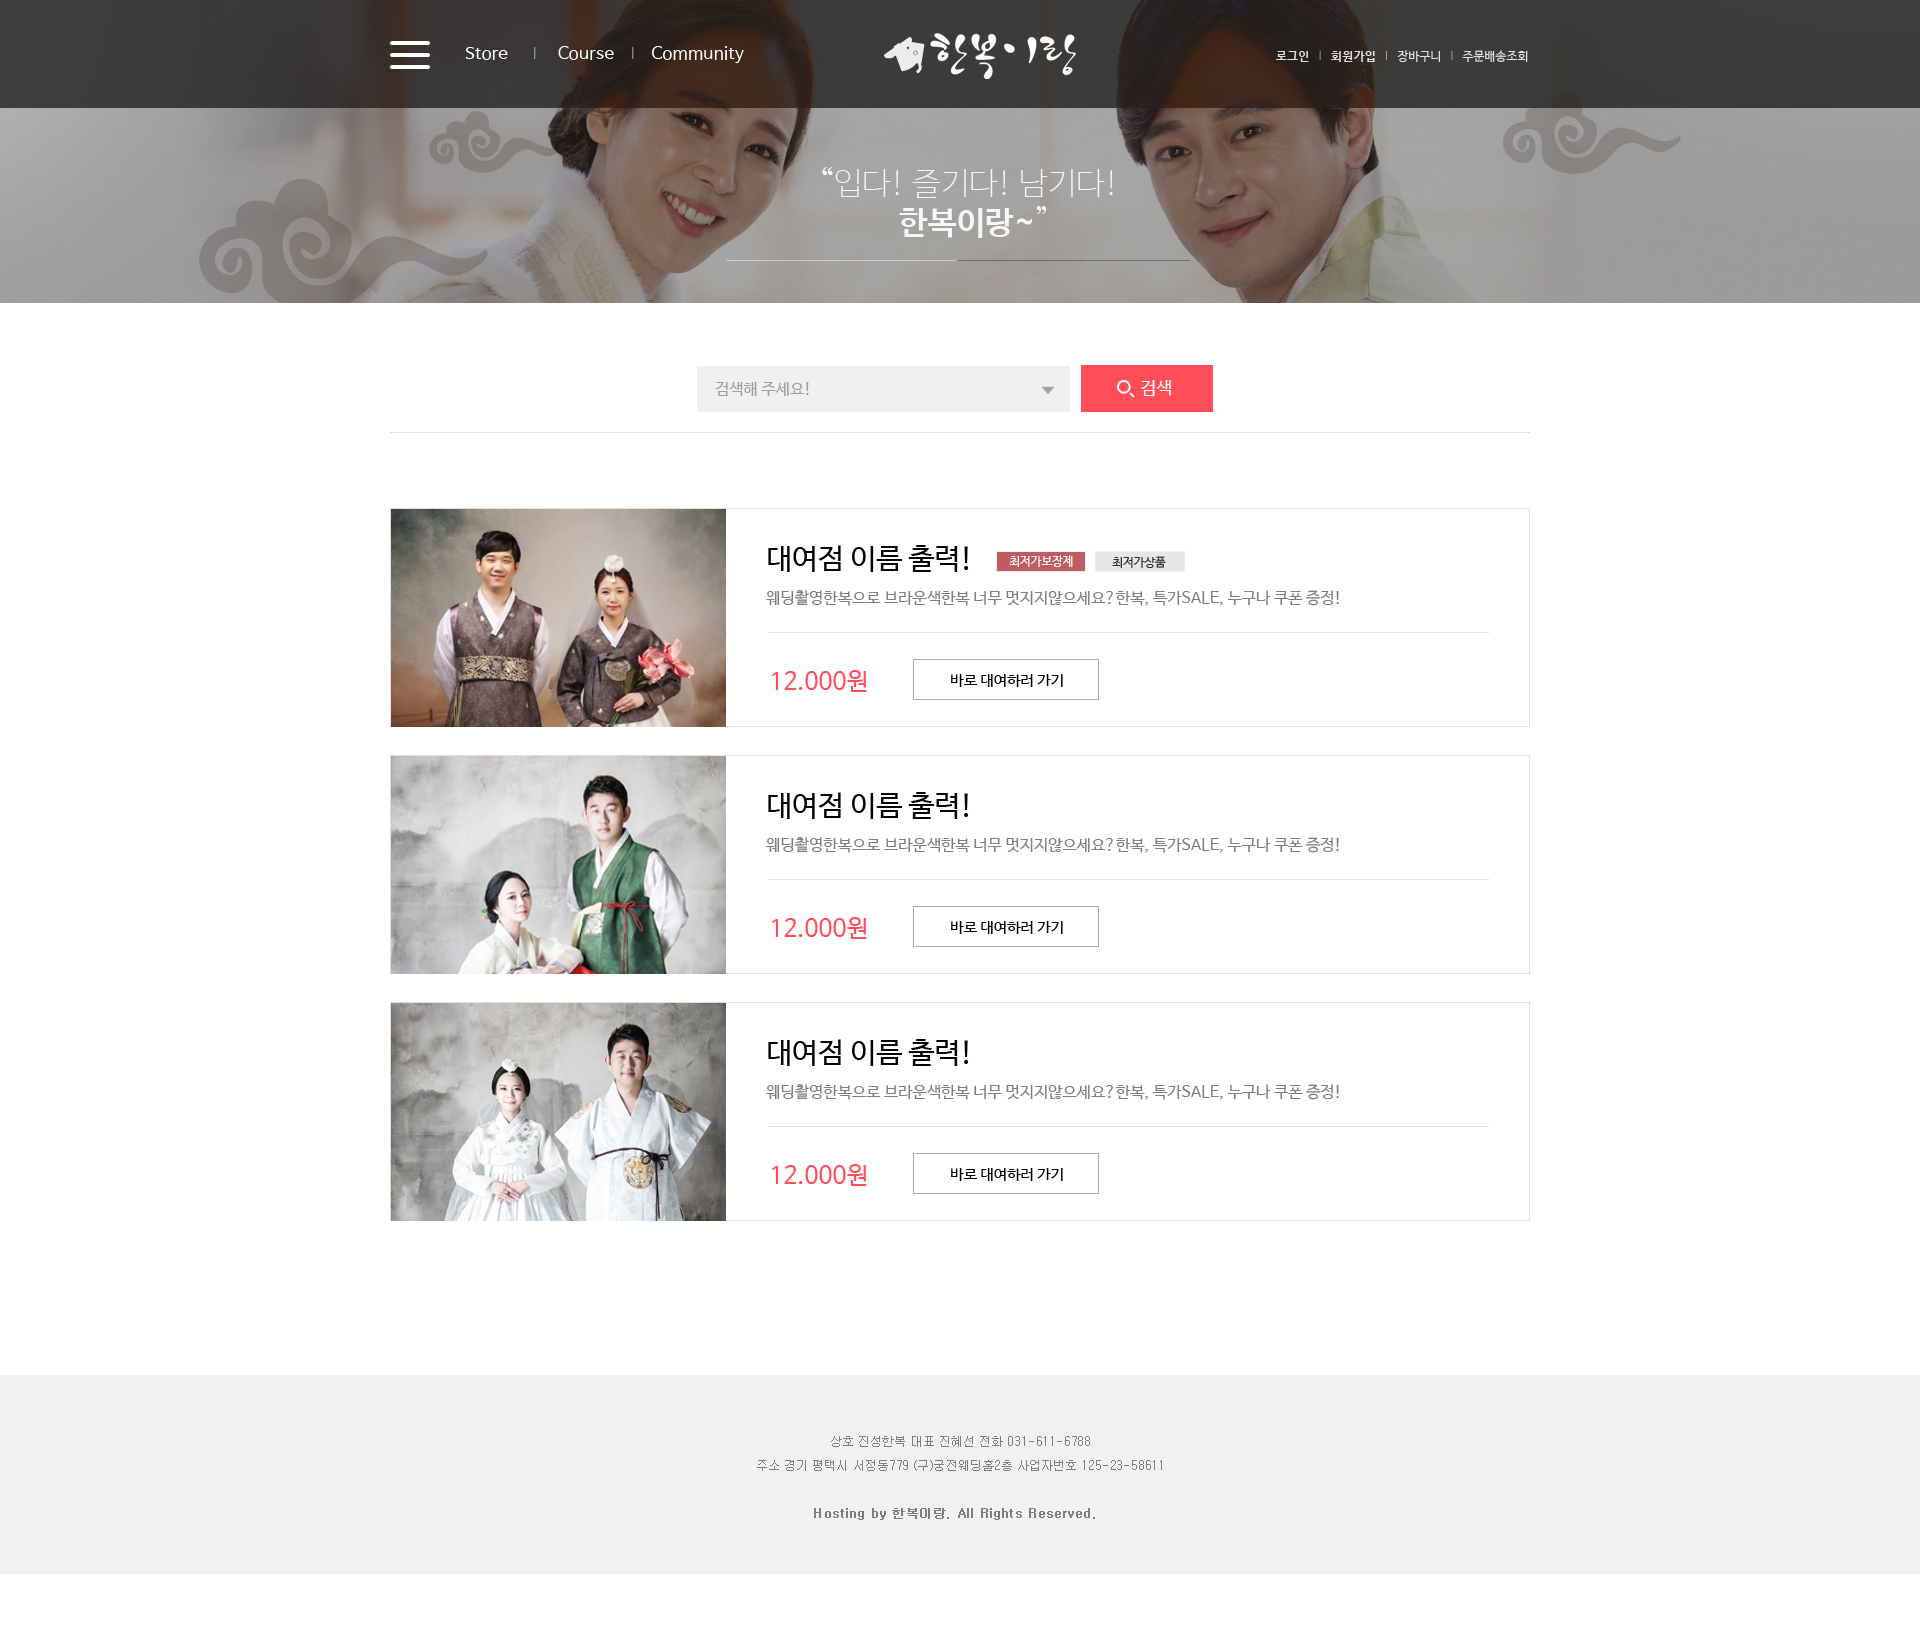 Store | Course | Community
한복이랑
로그인 | 회원가입 | 장바구니 | 주문배송조회
“입다! 즐기다! 남기다!
한복이랑~”
검색해 주세요!
검색
대여점 이름 출력! 최저가보장제 최저가상품
웨딩촬영한복으로 브라운색한복 너무 멋지지않으세요?한복, 특가SALE, 누구나 쿠폰 증정!
12.000원
바로 대여하러 가기
대여점 이름 출력!
웨딩촬영한복으로 브라운색한복 너무 멋지지않으세요?한복, 특가SALE, 누구나 쿠폰 증정!
12.000원
바로 대여하러 가기
대여점 이름 출력!
웨딩촬영한복으로 브라운색한복 너무 멋지지않으세요?한복, 특가SALE, 누구나 쿠폰 증정!
12.000원
바로 대여하러 가기
상호 진성한복 대표 진혜선 전화 031-611-6788
주소 경기 평택시 서정동779 (구)궁전웨딩홀2층 사업자번호 125-23-58611
Hosting by 한복이랑. All Rights Reserved.